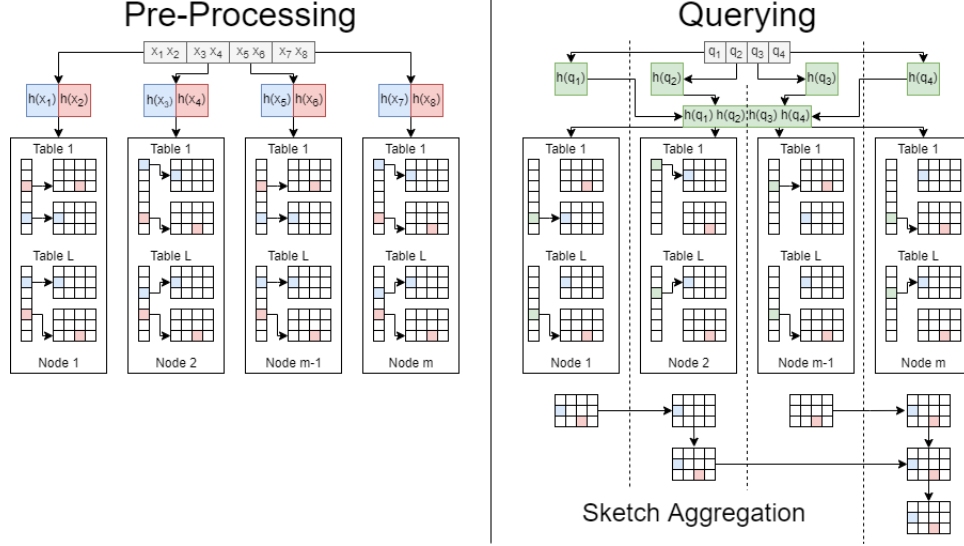 Pre-Processing
x₁ x₂ x₃ x₄ x₅ x₆ x₇ x₈
h(x₁) h(x₂) h(x₃) h(x₄) h(x₅) h(x₆) h(x₇) h(x₈)
Table 1 Table 1 Table 1 Table 1
Table L Table L Table L Table L
Node 1 Node 2 Node m-1 Node m
Querying
q₁ q₂ q₃ q₄
h(q₁) h(q₂) h(q₃) h(q₄)
h(q₁) h(q₂) h(q₃) h(q₄)
Table 1 Table 1 Table 1 Table 1
Table L Table L Table L Table L
Node 1 Node 2 Node m-1 Node m
Sketch Aggregation